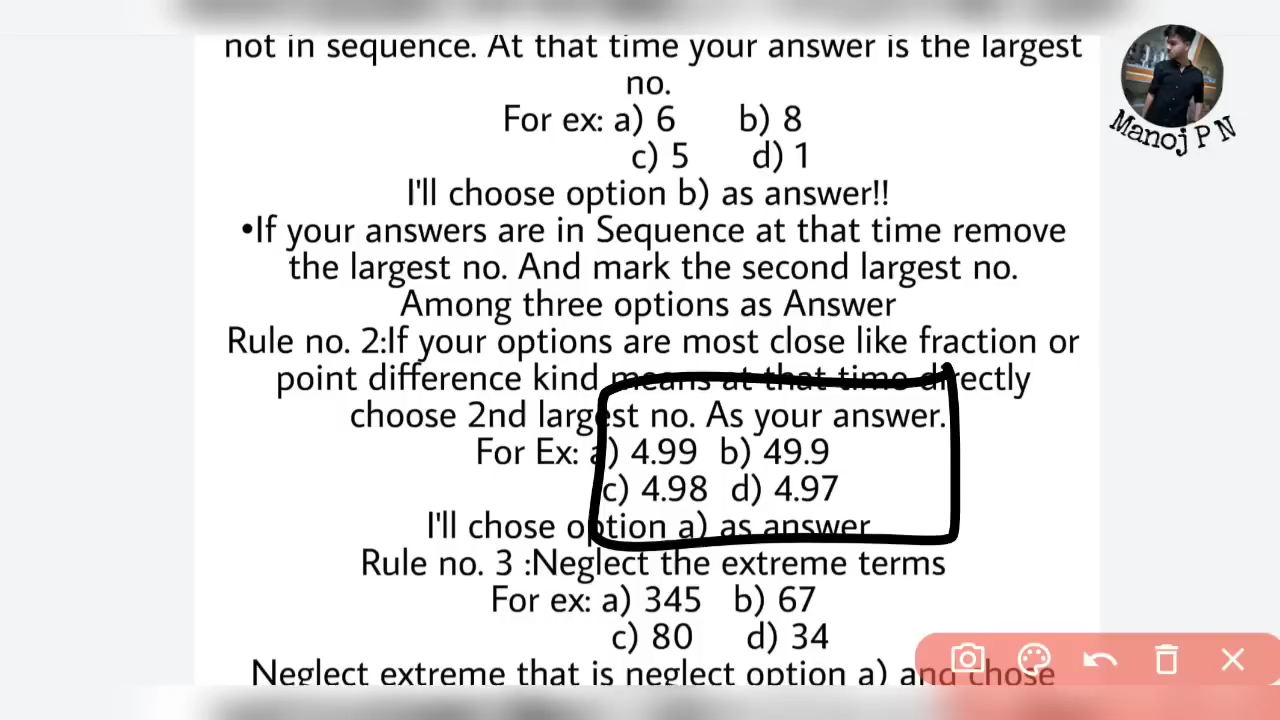 not in sequence. At that time your answer is the largest
no.
For ex: a) 6 b) 8
c) 5 d) 1
I'll choose option b) as answer!!
•If your answers are in Sequence at that time remove
the largest no. And mark the second largest no.
Among three options as Answer
Rule no. 2:If your options are most close like fraction or
point difference kind means at that time directly
choose 2nd largest no. As your answer.
For Ex: a) 4.99 b) 49.9
c) 4.98 d) 4.97
I'll chose option a) as answer
Rule no. 3 :Neglect the extreme terms
For ex: a) 345 b) 67
c) 80 d) 34
Neglect extreme that is neglect option a) and chose
Manoj P N